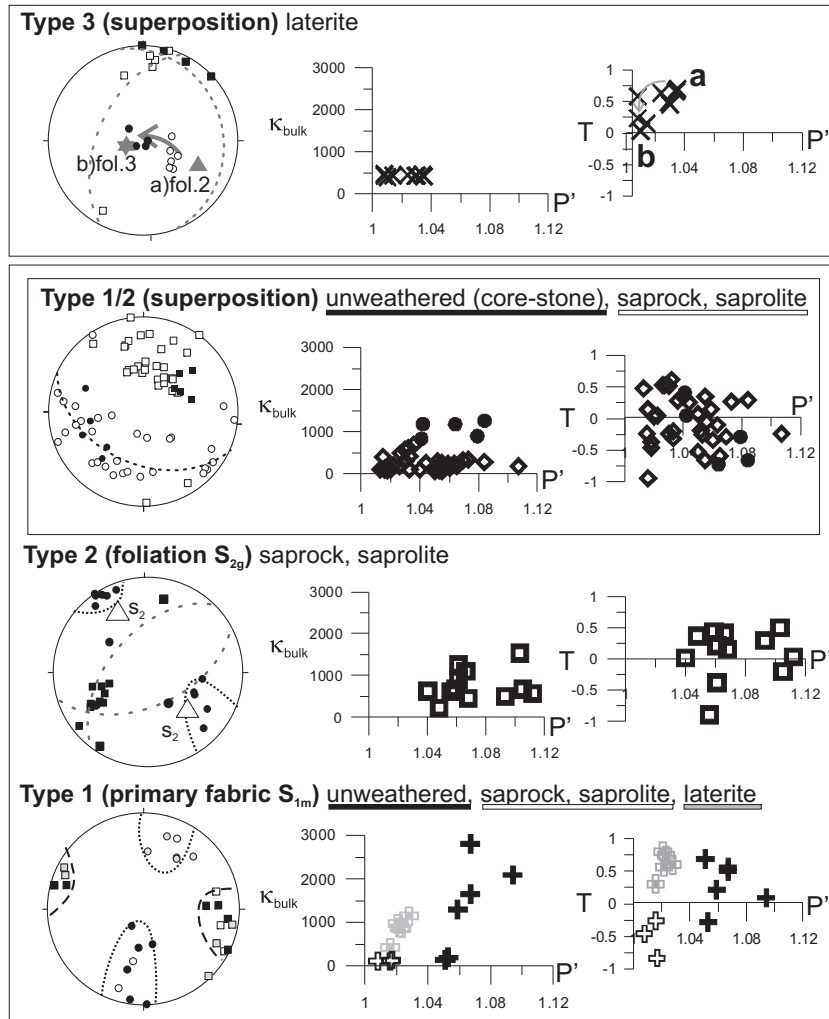 Type 3 (superposition) laterite
b)fol.3
a)fol.2
κbulk
3000
2000
1000
0
1
1.04
1.08
1.12
P’
T
1
0.5
0
-0.5
-1
1.04
1.08
1.12
P’
a
b
Type 1/2 (superposition) unweathered (core-stone), saprock, saprolite
κbulk
3000
2000
1000
0
1
1.04
1.08
1.12
P’
T
1
0.5
0
-0.5
-1
1.04
1.08
1.12
P’
Type 2 (foliation S2g) saprock, saprolite
s2
s2
κbulk
3000
2000
1000
0
1
1.04
1.08
1.12
P’
T
1
0.5
0
-0.5
-1
1.04
1.08
1.12
P’
Type 1 (primary fabric S1m) unweathered, saprock, saprolite, laterite
κbulk
3000
2000
1000
0
1
1.04
1.08
1.12
P’
T
1
0.5
0
-0.5
-1
1.04
1.08
1.12
P’